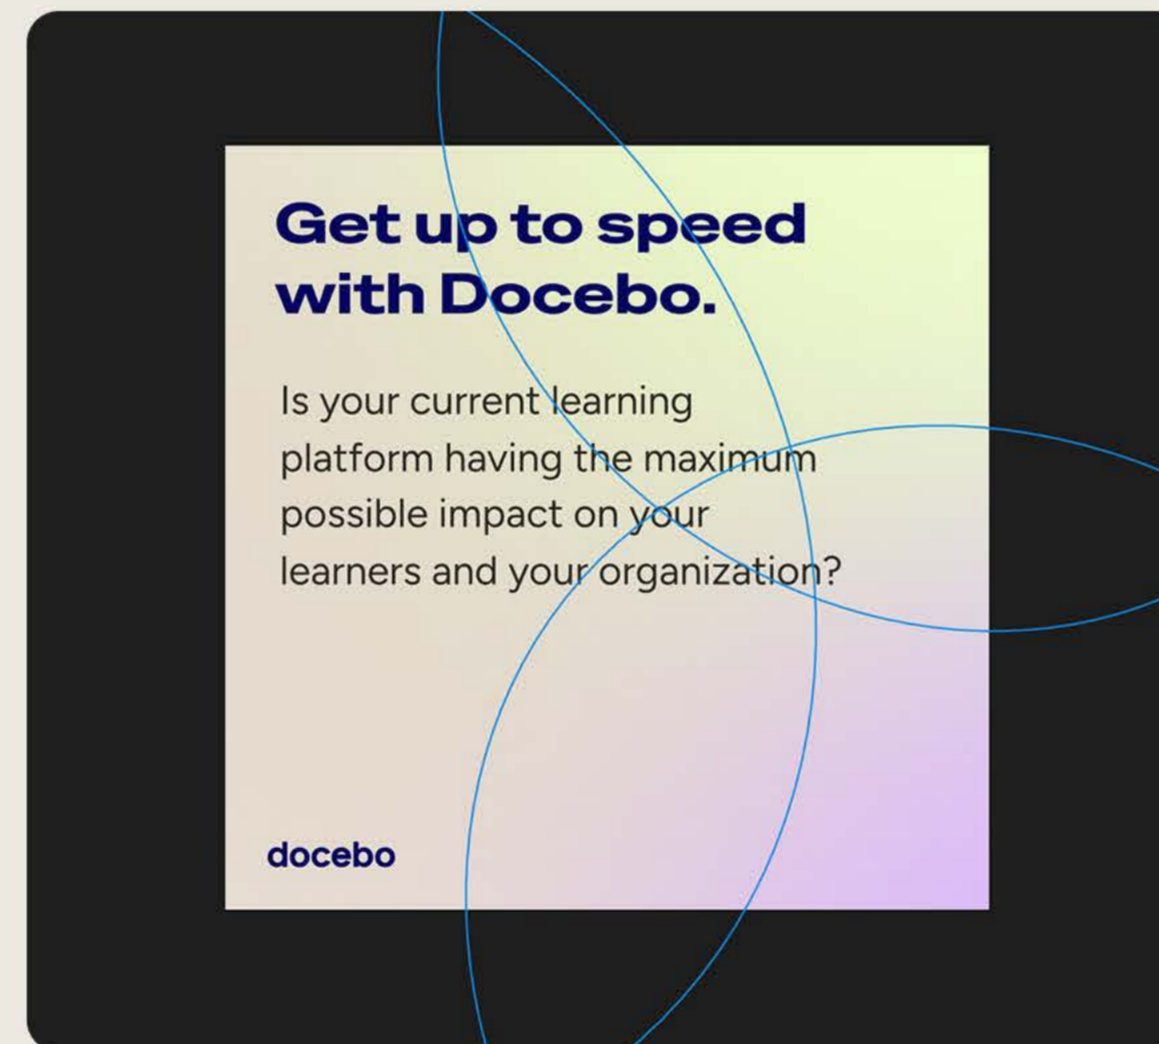 Get up to speed
with Docebo.
Is your current learning
platform having the maximum
possible impact on your
learners and your organization?
docebo